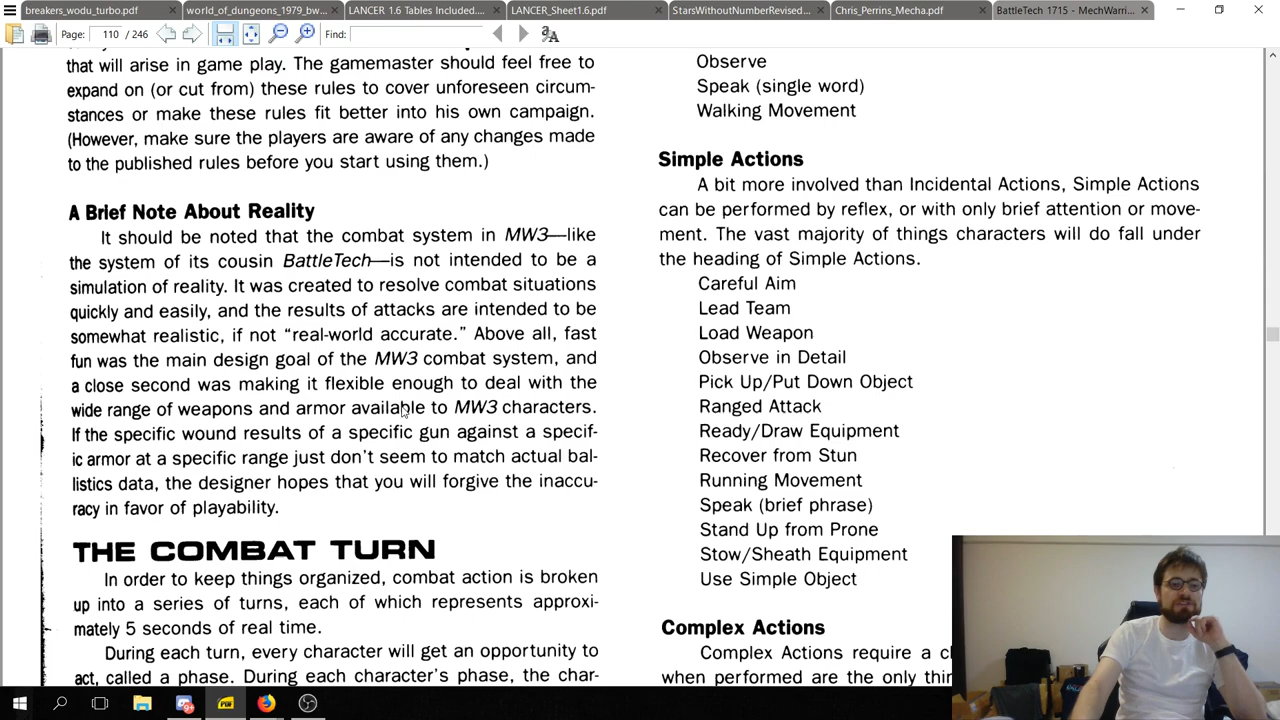 breakers_wodu_turbo.pdf
world_of_dungeons_1979_bw...
LANCER 1.6 Tables Included....
LANCER_Sheet1.6.pdf
StarsWithoutNumberRevised...
Chris_Perrins_Mecha.pdf
BattleTech 1715 - MechWarri...
Page: 110 / 246
Find:
that will arise in game play. The gamemaster should feel free to
expand on (or cut from) these rules to cover unforeseen circum-
stances or make these rules fit better into his own campaign.
(However, make sure the players are aware of any changes made
to the published rules before you start using them.)
A Brief Note About Reality
It should be noted that the combat system in MW3—like
the system of its cousin BattleTech—is not intended to be a
simulation of reality. It was created to resolve combat situations
quickly and easily, and the results of attacks are intended to be
somewhat realistic, if not “real-world accurate.” Above all, fast
fun was the main design goal of the MW3 combat system, and
a close second was making it flexible enough to deal with the
wide range of weapons and armor available to MW3 characters.
If the specific wound results of a specific gun against a specif-
ic armor at a specific range just don’t seem to match actual bal-
listics data, the designer hopes that you will forgive the inaccu-
racy in favor of playability.
THE COMBAT TURN
In order to keep things organized, combat action is broken
up into a series of turns, each of which represents approxi-
mately 5 seconds of real time.
During each turn, every character will get an opportunity to
act, called a phase. During each character’s phase, the char-
Observe
Speak (single word)
Walking Movement
Simple Actions
A bit more involved than Incidental Actions, Simple Actions
can be performed by reflex, or with only brief attention or move-
ment. The vast majority of things characters will do fall under
the heading of Simple Actions.
Careful Aim
Lead Team
Load Weapon
Observe in Detail
Pick Up/Put Down Object
Ranged Attack
Ready/Draw Equipment
Recover from Stun
Running Movement
Speak (brief phrase)
Stand Up from Prone
Stow/Sheath Equipment
Use Simple Object
Complex Actions
Complex Actions require a
when performed are the only